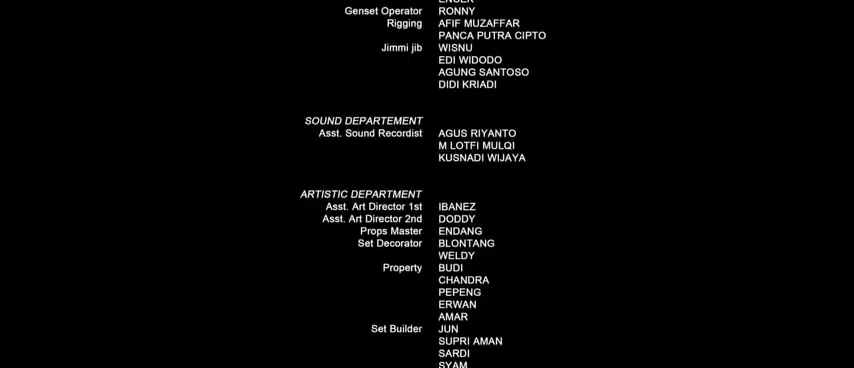 Genset Operator RONNY
Rigging AFIF MUZAFFAR
PANCA PUTRA CIPTO
Jimmi jib WISNU
EDI WIDODO
AGUNG SANTOSO
DIDI KRIADI
SOUND DEPARTEMENT
Asst. Sound Recordist AGUS RIYANTO
M LOTFI MULQI
KUSNADI WIJAYA
ARTISTIC DEPARTMENT
Asst. Art Director 1st IBANEZ
Asst. Art Director 2nd DODDY
Props Master ENDANG
Set Decorator BLONTANG
WELDY
Property BUDI
CHANDRA
PEPENG
ERWAN
AMAR
Set Builder JUN
SUPRI AMAN
SARDI
SYAM